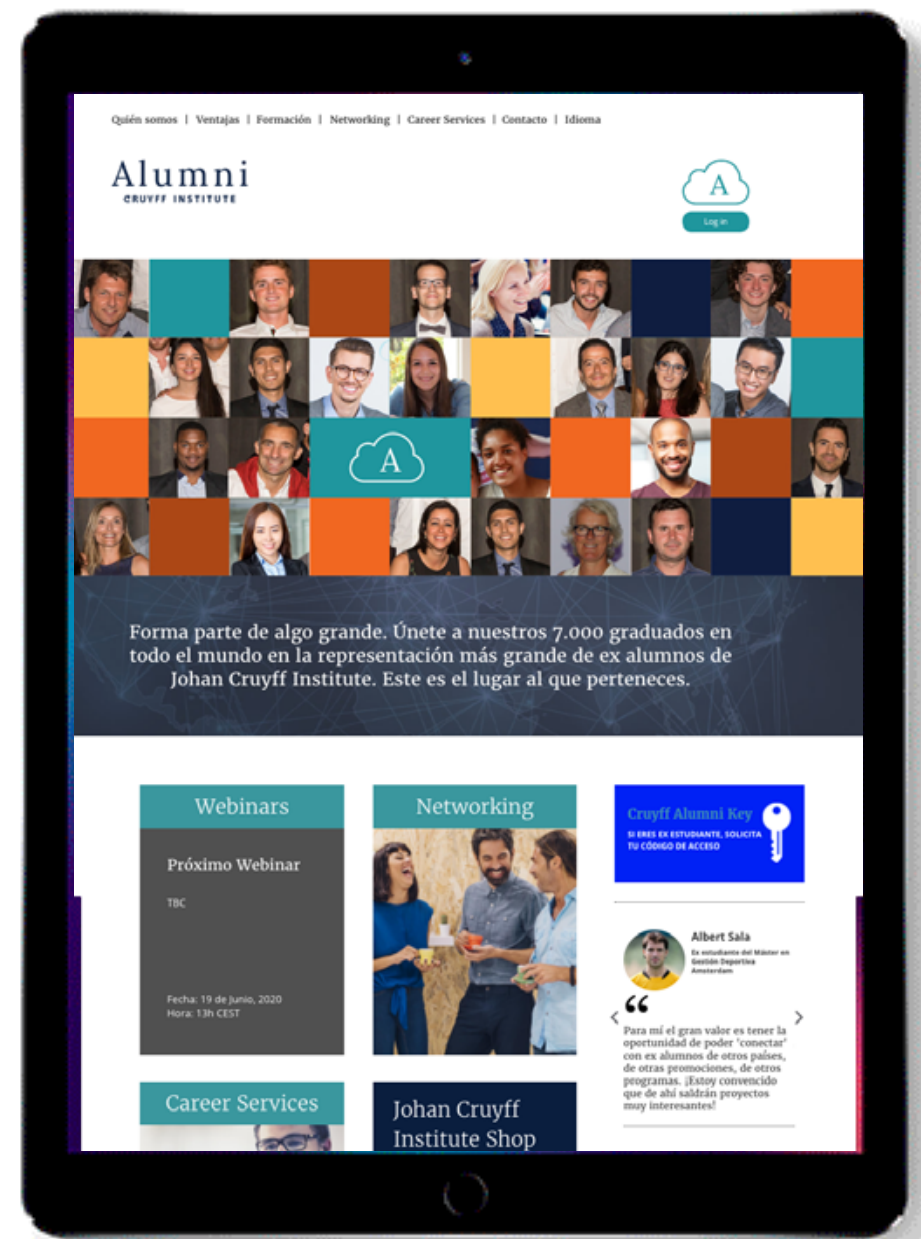 Quién somos | Ventajas | Formación | Networking | Career Services | Contacto | Idioma
Alumni
CRUYFF INSTITUTE
A
Log in
A
Forma parte de algo grande. Únete a nuestros 7.000 graduados en
todo el mundo en la representación más grande de ex alumnos de
Johan Cruyff Institute. Este es el lugar al que perteneces.
Webinars
Próximo Webinar
TBC
Fecha: 19 de Junio, 2020
Hora: 13h CEST
Networking
Cruyff Alumni Key
SI ERES EX ESTUDIANTE, SOLICITA
TU CÓDIGO DE ACCESO
Albert Sala
Ex estudiante del Máster en
Gestión Deportiva
Amsterdam
“
Para mí el gran valor es tener la
oportunidad de poder 'conectar'
con ex alumnos de otros países,
de otras promociones, de otros
programas. ¡Estoy convencido
que de ahí saldrán proyectos
muy interesantes!
Career Services
Johan Cruyff
Institute Shop